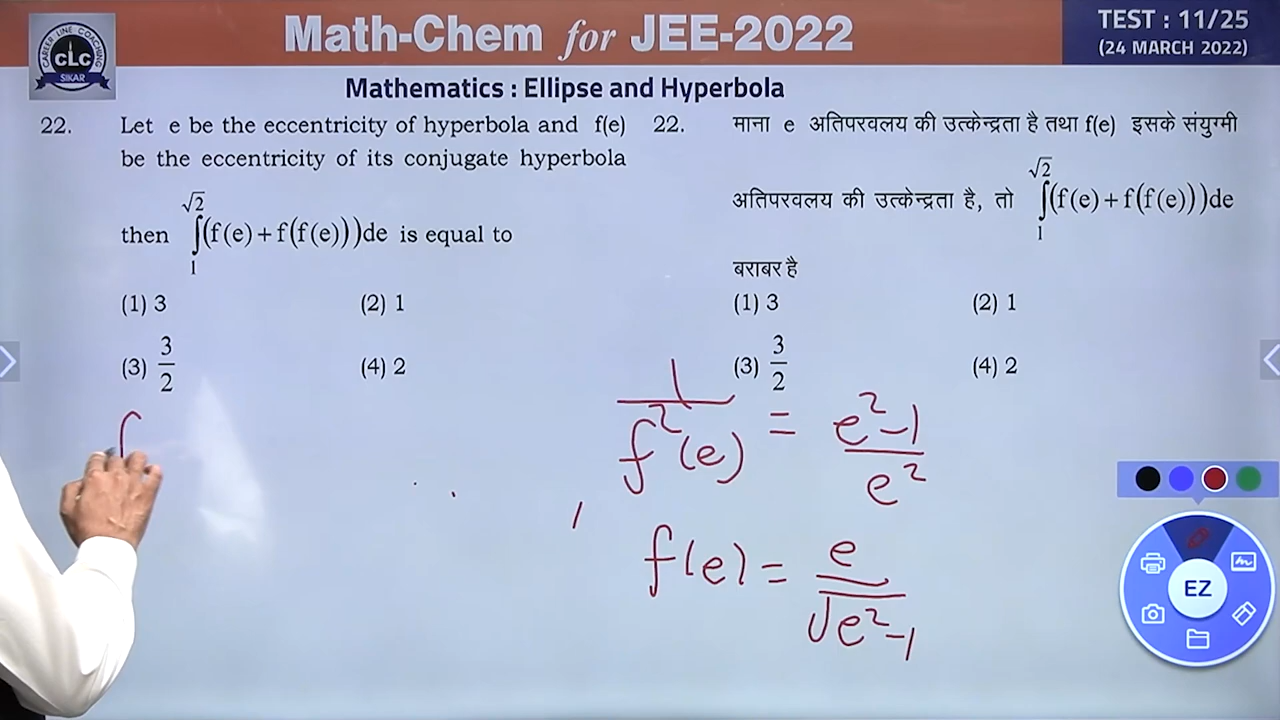 CAREER LINE COACHING
CLC
SIKAR
Math-Chem for JEE-2022
TEST : 11/25
(24 MARCH 2022)
Mathematics : Ellipse and Hyperbola
22. Let e be the eccentricity of hyperbola and f(e)
be the eccentricity of its conjugate hyperbola
then ∫₁^√2 (f(e)+f(f(e)))de is equal to
(1) 3 (2) 1
(3) 3/2 (4) 2
22. माना e अतिपरवलय की उत्केन्द्रता है तथा f(e) इसके संयुग्मी
अतिपरवलय की उत्केन्द्रता है, तो ∫₁^√2 (f(e)+f(f(e)))de
बराबर है
(1) 3 (2) 1
(3) 3/2 (4) 2
1/f²(e) = e²-1/e²
f(e) = e/√e²-1
EZ